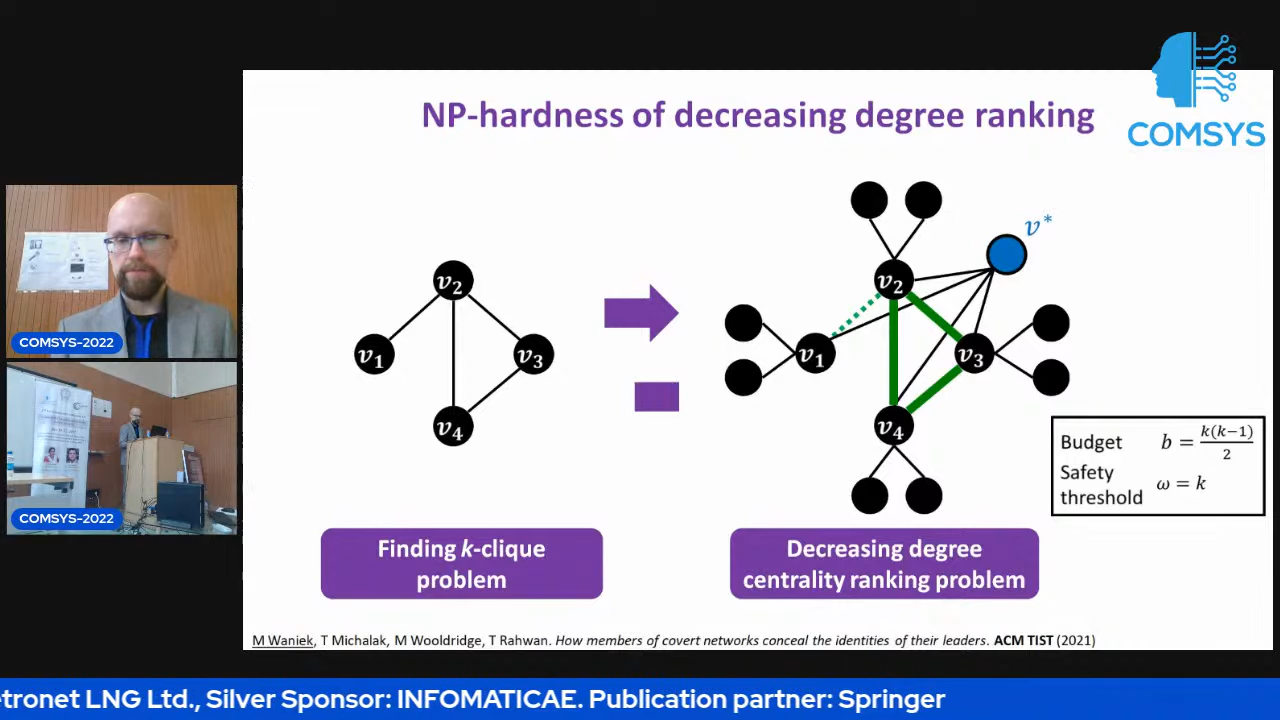 NP-hardness of decreasing degree ranking
COMSYS
COMSYS-2022
COMSYS-2022
v₂
v₁
v₃
v₄
v*
v₂
v₁
v₃
v₄
Budget b = k(k−1)/2
Safety
threshold ω = k
Finding k-clique
problem
Decreasing degree
centrality ranking problem
M Waniek, T Michalak, M Wooldridge, T Rahwan. How members of covert networks conceal the identities of their leaders. ACM TIST (2021)
etronet LNG Ltd., Silver Sponsor: INFOMATICAE. Publication partner: Springer